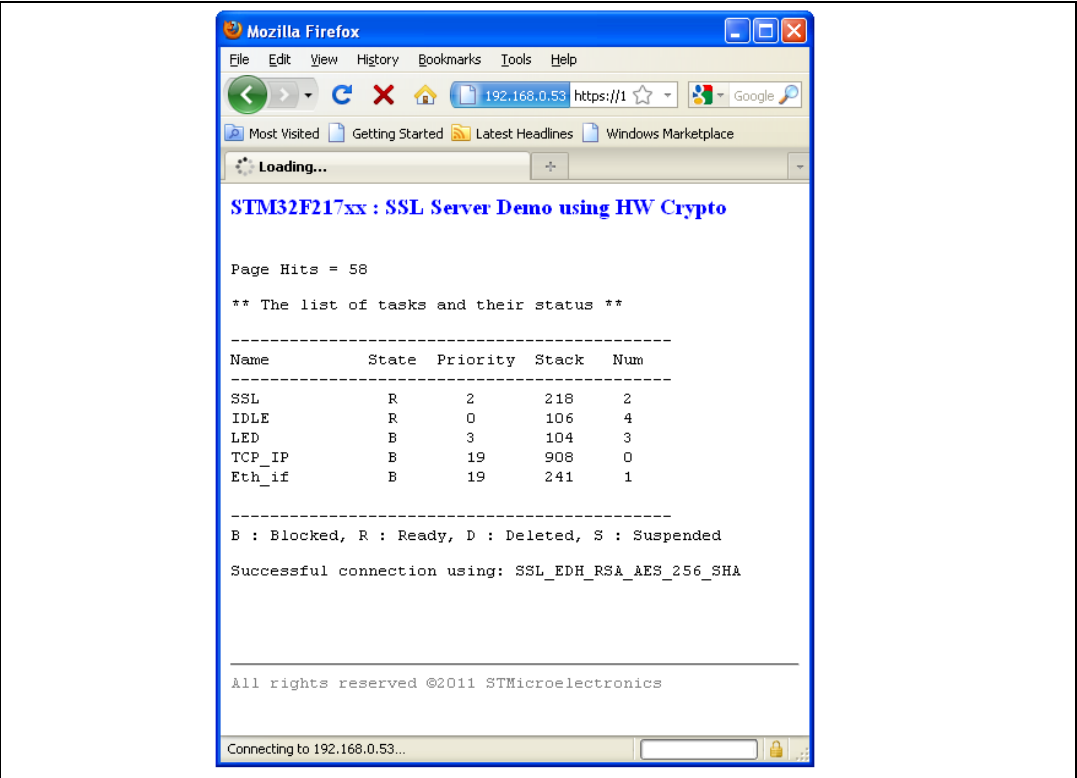 Mozilla Firefox
File Edit View History Bookmarks Tools Help
192.168.0.53 https://1 Google
Most Visited Getting Started Latest Headlines Windows Marketplace
Loading...
STM32F217xx : SSL Server Demo using HW Crypto
Page Hits = 58
** The list of tasks and their status **
---------------------------------------------
Name State Priority Stack Num
---------------------------------------------
SSL R 2 218 2
IDLE R 0 106 4
LED B 3 104 3
TCP_IP B 19 908 0
Eth_if B 19 241 1
---------------------------------------------
B : Blocked, R : Ready, D : Deleted, S : Suspended
Successful connection using: SSL_EDH_RSA_AES_256_SHA
All rights reserved ©2011 STMicroelectronics
Connecting to 192.168.0.53...